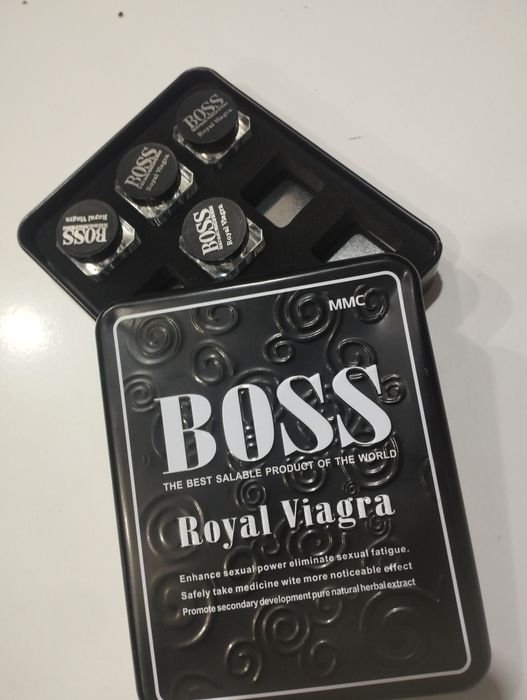 BOSS
Royal Viagra
BOSS
Royal Viagra
BOSS
Royal Viagra
BOSS
Royal Viagra
MMC
BOSS
THE BEST SALABLE PRODUCT OF THE WORLD
Royal Viagra
Enhance sexual power eliminate sexual fatigue.
Safely take medicine wite more noticeable effect
Promote secondary development pure natural herbal extract